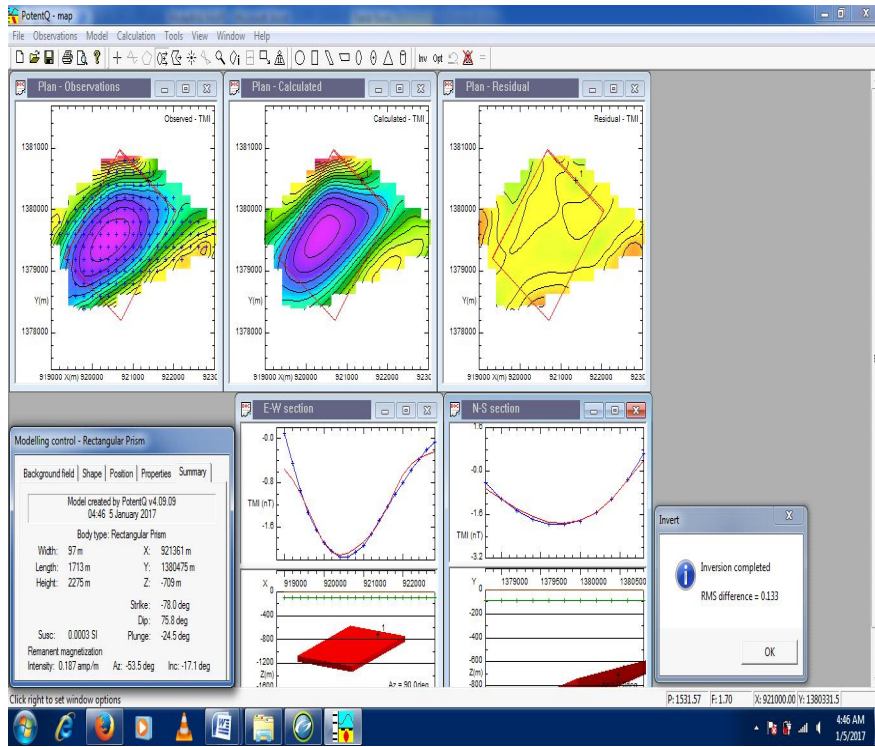 PotentQ - map
File Observations Model Calculation Tools View Window Help
Inv Opt
Plan - Observations
Observed - TMI
1381000
1380000
1379000
Y(m)
1378000
919000 X(m) 920000 921000 922000 9230
Plan - Calculated
Calculated - TMI
1
1381000
1380000
1379000
Y(m)
1378000
919000 X(m) 920000 921000 922000 9230
Plan - Residual
Residual - TMI
1
1381000
1380000
1379000
Y(m)
1378000
919000 X(m) 920000 921000 922000 9230
E-W section
-0.0
-0.8
TMI (nT)
-1.6
X 919000 920000 921000 922000
0
-400
1
-800
-1200
Z(m)
-1600
Az = 90.0deg
N-S section
1.6
-0.0
-1.6
TMI (nT)
-3.2
Y 1379000 1379500 1380000 1380500
0
-200
-400
-600
Z(m)
-800
Modelling control - Rectangular Prism
Background field Shape Position Properties Summary
Model created by PotentQ v4.09.09
04:46 5 January 2017
Body type: Rectangular Prism
Width: 97 m X: 921361 m
Length: 1713 m Y: 1380475 m
Height: 2275 m Z: -709 m
Strike: -78.0 deg
Dip: 75.8 deg
Susc: 0.0003 SI Plunge: -24.5 deg
Remanent magnetization
Intensity: 0.187 amp/m Az: -53.5 deg Inc: -17.1 deg
Invert
Inversion completed
RMS difference = 0.133
OK
Click right to set window options
P: 1531.57 F: 1.70 X: 921000.00 Y: 1380331.5
4:46 AM
1/5/2017